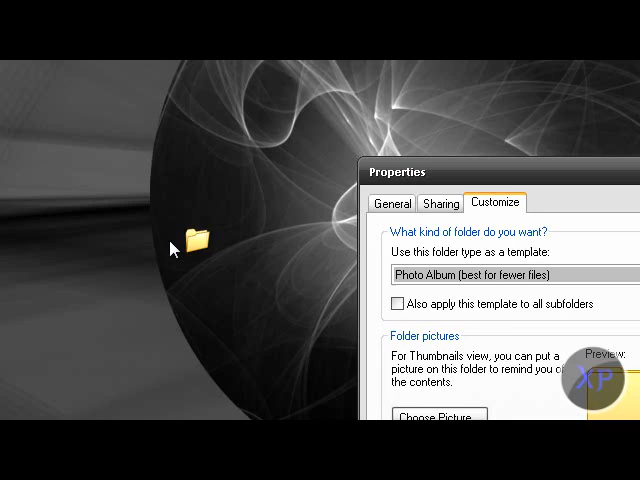 Properties
General
Sharing
Customize
What kind of folder do you want?
Use this folder type as a template:
Photo Album (best for fewer files)
Also apply this template to all subfolders
Folder pictures
For Thumbnails view, you can put a
picture on this folder to remind you of
the contents.
Preview:
XP
Choose Picture...